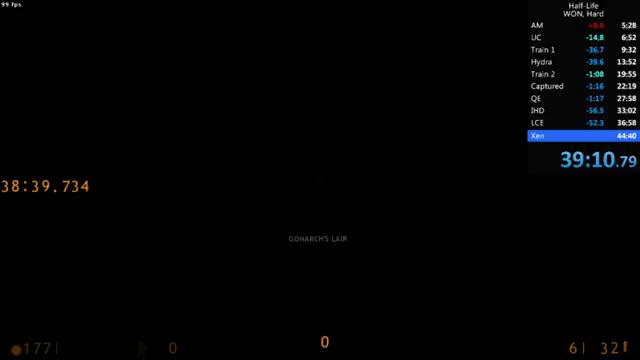 99 fps
Half-Life
WON, Hard
AM +6.6 5:28
UC -14.8 6:52
Train 1 -36.7 9:32
Hydra -39.6 13:52
Train 2 -1:08 19:55
Captured -1:16 22:19
QE -1:17 27:58
IHD -56.5 33:02
LCE -52.3 36:58
Xen 44:40
39:10.79
38:39.734
GONARCH'S LAIR
177| 0 0 6| 32